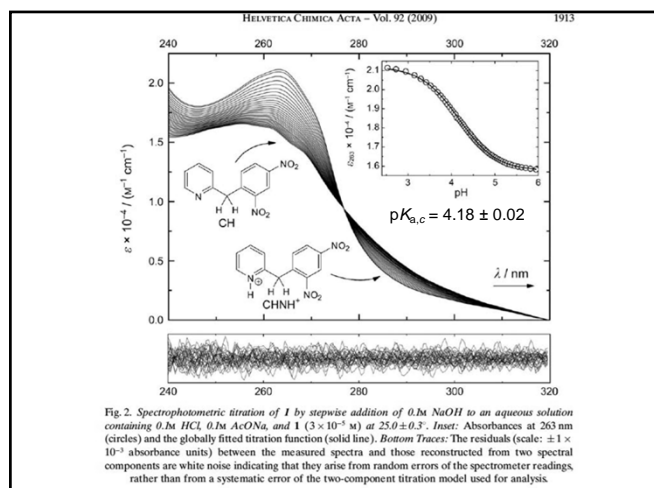 HELVETICA CHIMICA ACTA – Vol. 92 (2009) 1913
240 260 280 300 320
2.0
1.5
1.0
0.5
0.0
ε × 10⁻⁴ / (M⁻¹ cm⁻¹)
2.1
2.0
1.9
1.8
1.7
1.6
ε₂₆₃ × 10⁻⁴ / (M⁻¹ cm⁻¹)
3 4 5 6
pH
pKa,c = 4.18 ± 0.02
NO₂
N
H H
NO₂
CH
NO₂
N
H
H H
NO₂
CHNH⁺
λ / nm
240 260 280 300 320
Fig. 2. Spectrophotometric titration of 1 by stepwise addition of 0.1M NaOH to an aqueous solution
containing 0.1M HCl, 0.1M AcONa, and 1 (3 × 10⁻⁵ M) at 25.0 ± 0.3°. Inset: Absorbances at 263 nm
(circles) and the globally fitted titration function (solid line). Bottom Traces: The residuals (scale: ± 1 ×
10⁻³ absorbance units) between the measured spectra and those reconstructed from two spectral
components are white noise indicating that they arise from random errors of the spectrometer readings,
rather than from a systematic error of the two-component titration model used for analysis.